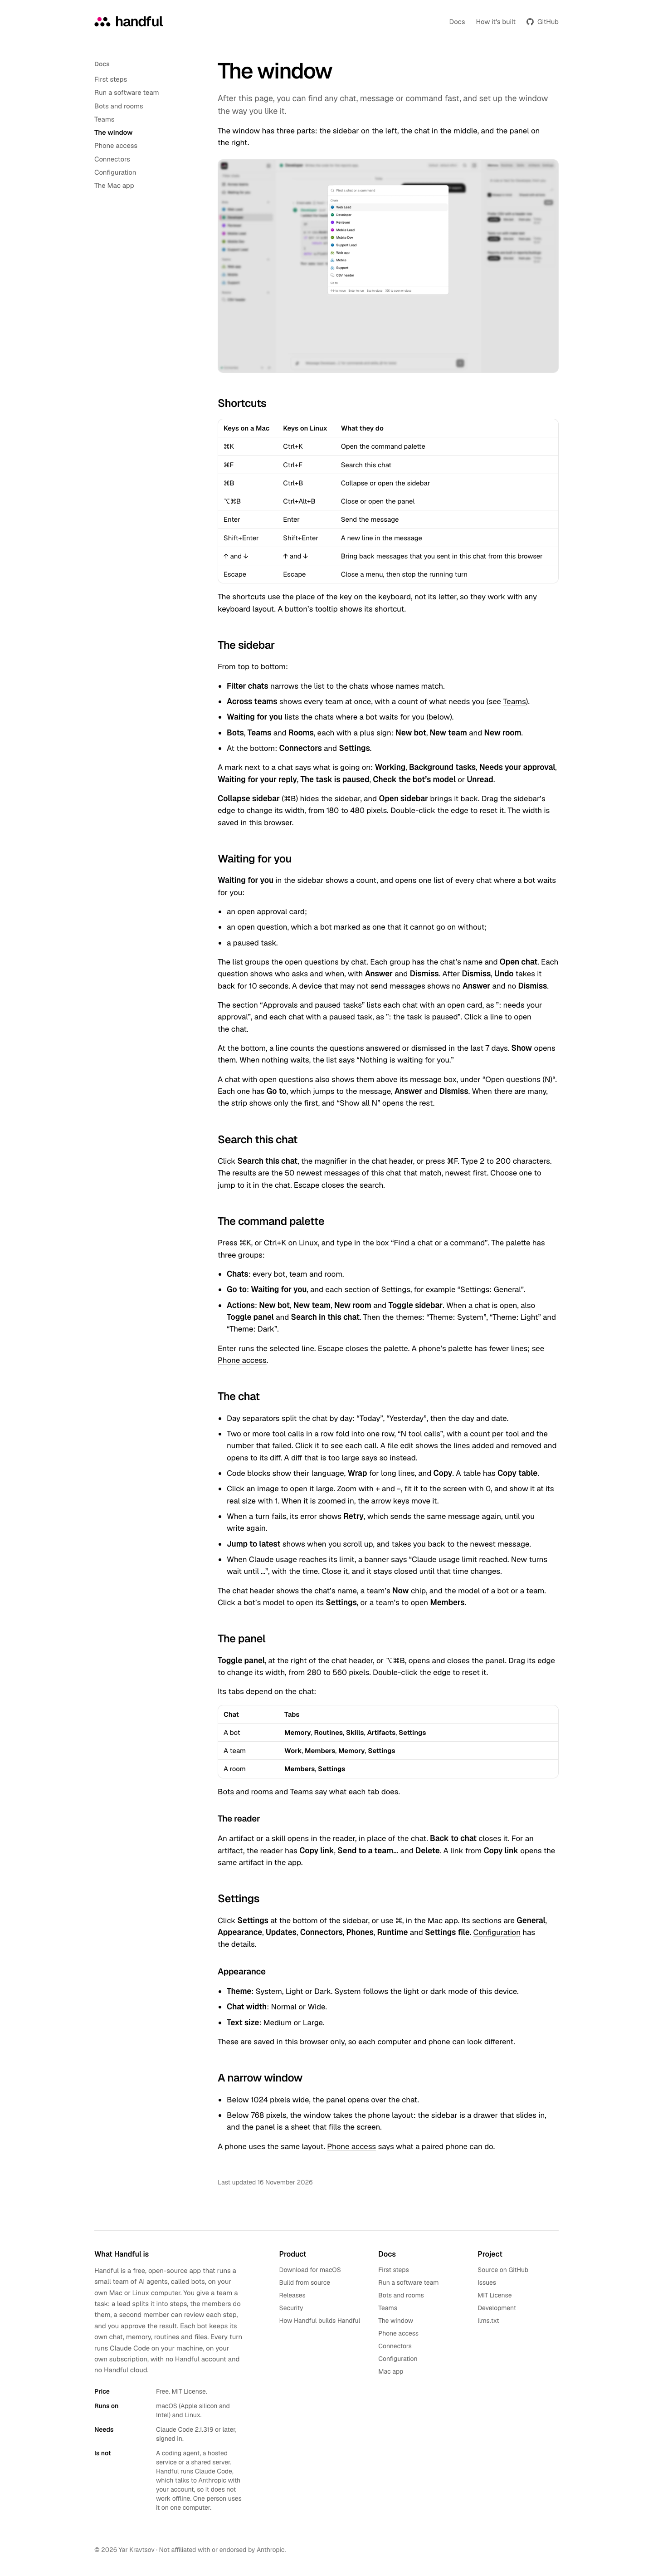 handful
Docs
How it's built
GitHub
Docs
First steps
Run a software team
Bots and rooms
Teams
The window
Phone access
Connectors
Configuration
The Mac app
The window
After this page, you can find any chat, message or command fast, and set up the window
the way you like it.
The window has three parts: the sidebar on the left, the chat in the middle, and the panel on
the right.
Find a chat or a command
Chats
Web Lead
Developer
Reviewer
Mobile Lead
Mobile Dev
Support Lead
Web app
Mobile
Support
CSV header
Go to
Shortcuts
Keys on a Mac Keys on Linux What they do
⌘K Ctrl+K Open the command palette
⌘F Ctrl+F Search this chat
⌘B Ctrl+B Collapse or open the sidebar
⌥⌘B Ctrl+Alt+B Close or open the panel
Enter Enter Send the message
Shift+Enter Shift+Enter A new line in the message
↑ and ↓ ↑ and ↓ Bring back messages that you sent in this chat from this browser
Escape Escape Close a menu, then stop the running turn
The shortcuts use the place of the key on the keyboard, not its letter, so they work with any
keyboard layout. A button's tooltip shows its shortcut.
The sidebar
From top to bottom:
• Filter chats narrows the list to the chats whose names match.
• Across teams shows every team at once, with a count of what needs you (see Teams).
• Waiting for you lists the chats where a bot waits for you (below).
• Bots, Teams and Rooms, each with a plus sign: New bot, New team and New room.
• At the bottom: Connectors and Settings.
A mark next to a chat says what is going on: Working, Background tasks, Needs your approval,
Waiting for your reply, The task is paused, Check the bot's model or Unread.
Collapse sidebar (⌘B) hides the sidebar, and Open sidebar brings it back. Drag the sidebar's
edge to change its width, from 180 to 480 pixels. Double-click the edge to reset it. The width is
saved in this browser.
Waiting for you
Waiting for you in the sidebar shows a count, and opens one list of every chat where a bot waits
for you:
• an open approval card;
• an open question, which a bot marked as one that it cannot go on without;
• a paused task.
The list groups the open questions by chat. Each group has the chat's name and Open chat. Each
question shows who asks and when, with Answer and Dismiss. After Dismiss, Undo takes it
back for 10 seconds. A device that may not send messages shows no Answer and no Dismiss.
The section “Approvals and paused tasks” lists each chat with an open card, as ”: needs your
approval”, and each chat with a paused task, as ”: the task is paused”. Click a line to open
the chat.
At the bottom, a line counts the questions answered or dismissed in the last 7 days. Show opens
them. When nothing waits, the list says “Nothing is waiting for you.”
A chat with open questions also shows them above its message box, under “Open questions (N)“.
Each one has Go to, which jumps to the message, Answer and Dismiss. When there are many,
the strip shows only the first, and “Show all N” opens the rest.
Search this chat
Click Search this chat, the magnifier in the chat header, or press ⌘F. Type 2 to 200 characters.
The results are the 50 newest messages of this chat that match, newest first. Choose one to
jump to it in the chat. Escape closes the search.
The command palette
Press ⌘K, or Ctrl+K on Linux, and type in the box “Find a chat or a command”. The palette has
three groups:
• Chats: every bot, team and room.
• Go to: Waiting for you, and each section of Settings, for example “Settings: General”.
• Actions: New bot, New team, New room and Toggle sidebar. When a chat is open, also
Toggle panel and Search in this chat. Then the themes: “Theme: System”, “Theme: Light” and
“Theme: Dark”.
Enter runs the selected line. Escape closes the palette. A phone's palette has fewer lines; see
Phone access.
The chat
• Day separators split the chat by day: “Today”, “Yesterday”, then the day and date.
• Two or more tool calls in a row fold into one row, “N tool calls”, with a count per tool and the
number that failed. Click it to see each call. A file edit shows the lines added and removed and
opens to its diff. A diff that is too large says so instead.
• Code blocks show their language, Wrap for long lines, and Copy. A table has Copy table.
• Click an image to open it large. Zoom with + and −, fit it to the screen with 0, and show it at its
real size with 1. When it is zoomed in, the arrow keys move it.
• When a turn fails, its error shows Retry, which sends the same message again, until you
write again.
• Jump to latest shows when you scroll up, and takes you back to the newest message.
• When Claude usage reaches its limit, a banner says “Claude usage limit reached. New turns
wait until …”, with the time. Close it, and it stays closed until that time changes.
The chat header shows the chat's name, a team's Now chip, and the model of a bot or a team.
Click a bot's model to open its Settings, or a team's to open Members.
The panel
Toggle panel, at the right of the chat header, or ⌥⌘B, opens and closes the panel. Drag its edge
to change its width, from 280 to 560 pixels. Double-click the edge to reset it.
Its tabs depend on the chat:
Chat Tabs
A bot Memory, Routines, Skills, Artifacts, Settings
A team Work, Members, Memory, Settings
A room Members, Settings
Bots and rooms and Teams say what each tab does.
The reader
An artifact or a skill opens in the reader, in place of the chat. Back to chat closes it. For an
artifact, the reader has Copy link, Send to a team… and Delete. A link from Copy link opens the
same artifact in the app.
Settings
Click Settings at the bottom of the sidebar, or use ⌘, in the Mac app. Its sections are General,
Appearance, Updates, Connectors, Phones, Runtime and Settings file. Configuration has
the details.
Appearance
• Theme: System, Light or Dark. System follows the light or dark mode of this device.
• Chat width: Normal or Wide.
• Text size: Medium or Large.
These are saved in this browser only, so each computer and phone can look different.
A narrow window
• Below 1024 pixels wide, the panel opens over the chat.
• Below 768 pixels, the window takes the phone layout: the sidebar is a drawer that slides in,
and the panel is a sheet that fills the screen.
A phone uses the same layout. Phone access says what a paired phone can do.
Last updated 16 November 2026
What Handful is
Handful is a free, open-source app that runs a
small team of AI agents, called bots, on your
own Mac or Linux computer. You give a team a
task: a lead splits it into steps, the members do
them, a second member can review each step,
and you approve the result. Each bot keeps its
own chat, memory, routines and files. Every turn
runs Claude Code on your machine, on your
own subscription, with no Handful account and
no Handful cloud.
Price Free. MIT License.
Runs on macOS (Apple silicon and
Intel) and Linux.
Needs Claude Code 2.1.319 or later,
signed in.
Is not A coding agent, a hosted
service or a shared server.
Handful runs Claude Code,
which talks to Anthropic with
your account, so it does not
work offline. One person uses
it on one computer.
Product
Download for macOS
Build from source
Releases
Security
How Handful builds Handful
Docs
First steps
Run a software team
Bots and rooms
Teams
The window
Phone access
Connectors
Configuration
Mac app
Project
Source on GitHub
Issues
MIT License
Development
llms.txt
© 2026 Yar Kravtsov · Not affiliated with or endorsed by Anthropic.